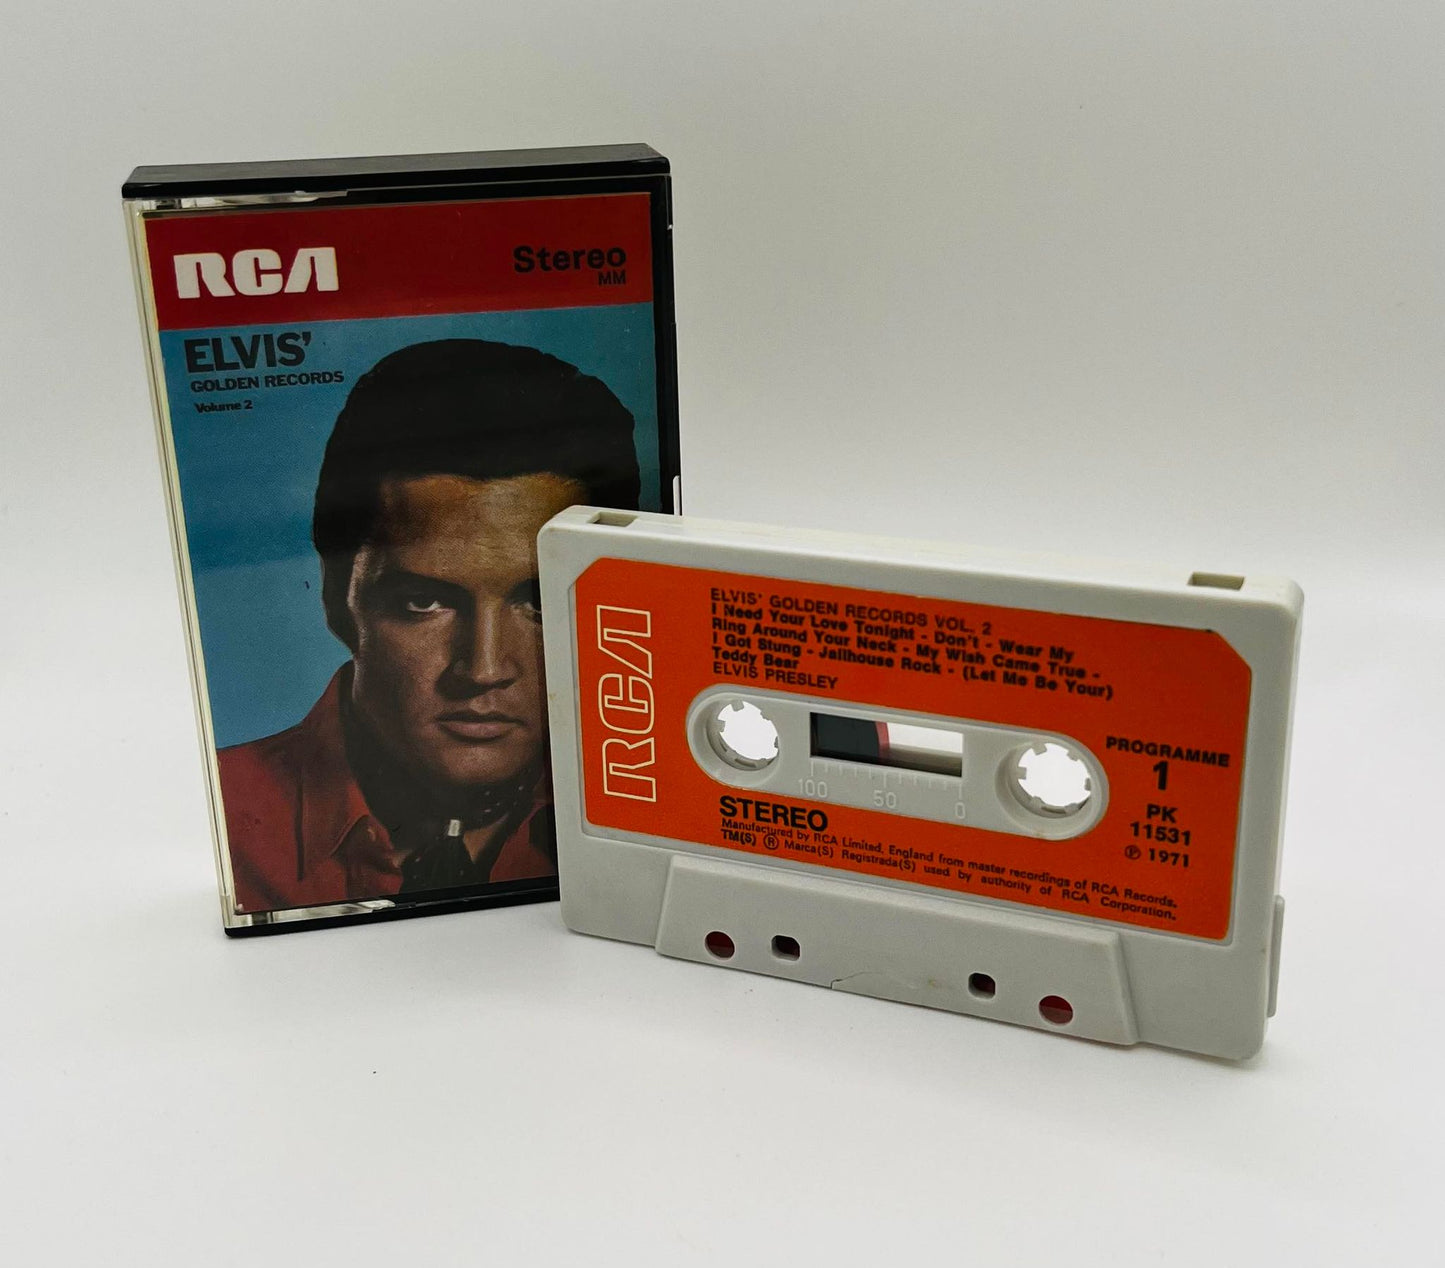 RCA
Stereo
MM
ELVIS'
GOLDEN RECORDS
Volume 2
RCA
ELVIS' GOLDEN RECORDS VOL. 2
I Need Your Love Tonight - Don't - Wear My
Ring Around Your Neck - My Wish Came True -
I Got Stung - Jailhouse Rock - (Let Me Be Your)
Teddy Bear
ELVIS PRESLEY
PROGRAMME
1
PK
11531
℗ 1971
100 50 0
STEREO
Manufactured by RCA Limited, England from master recordings of RCA Records.
TM(S) ® Marca(S) Registrada(S) used by authority of RCA Corporation.